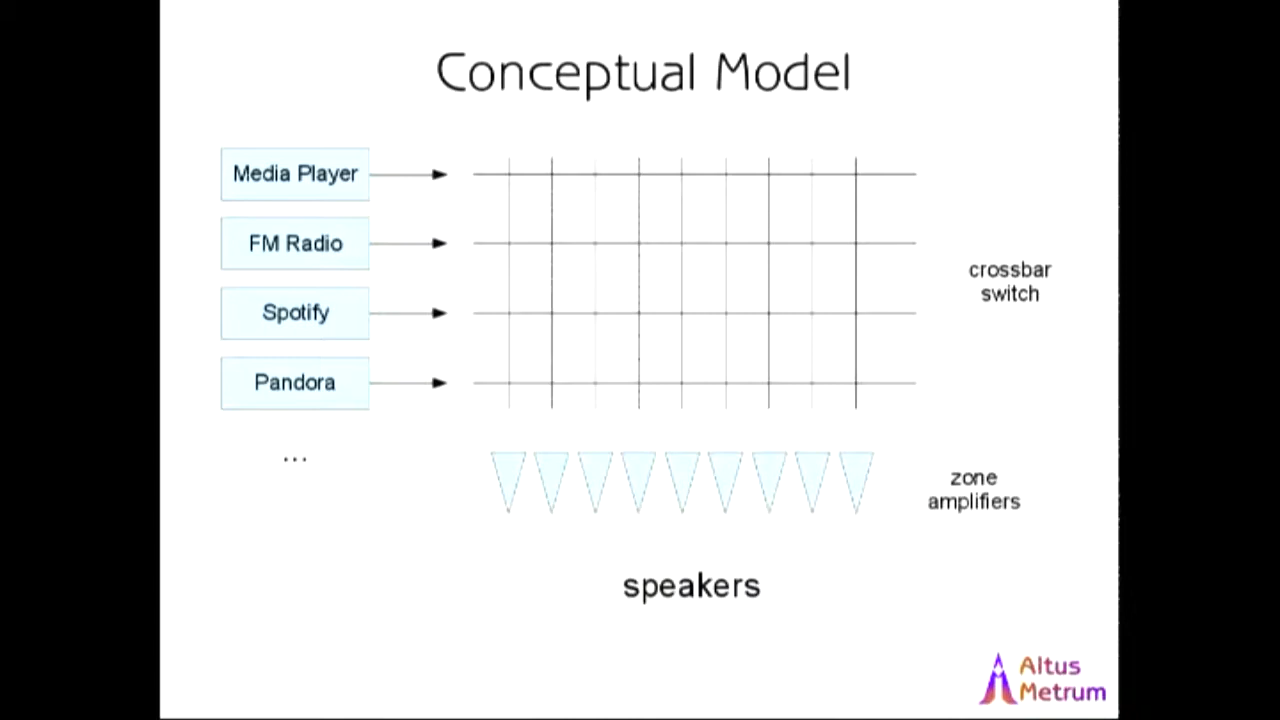 Conceptual Model
Media Player
FM Radio
Spotify
Pandora
...
crossbar
switch
zone
amplifiers
speakers
Altus
Metrum